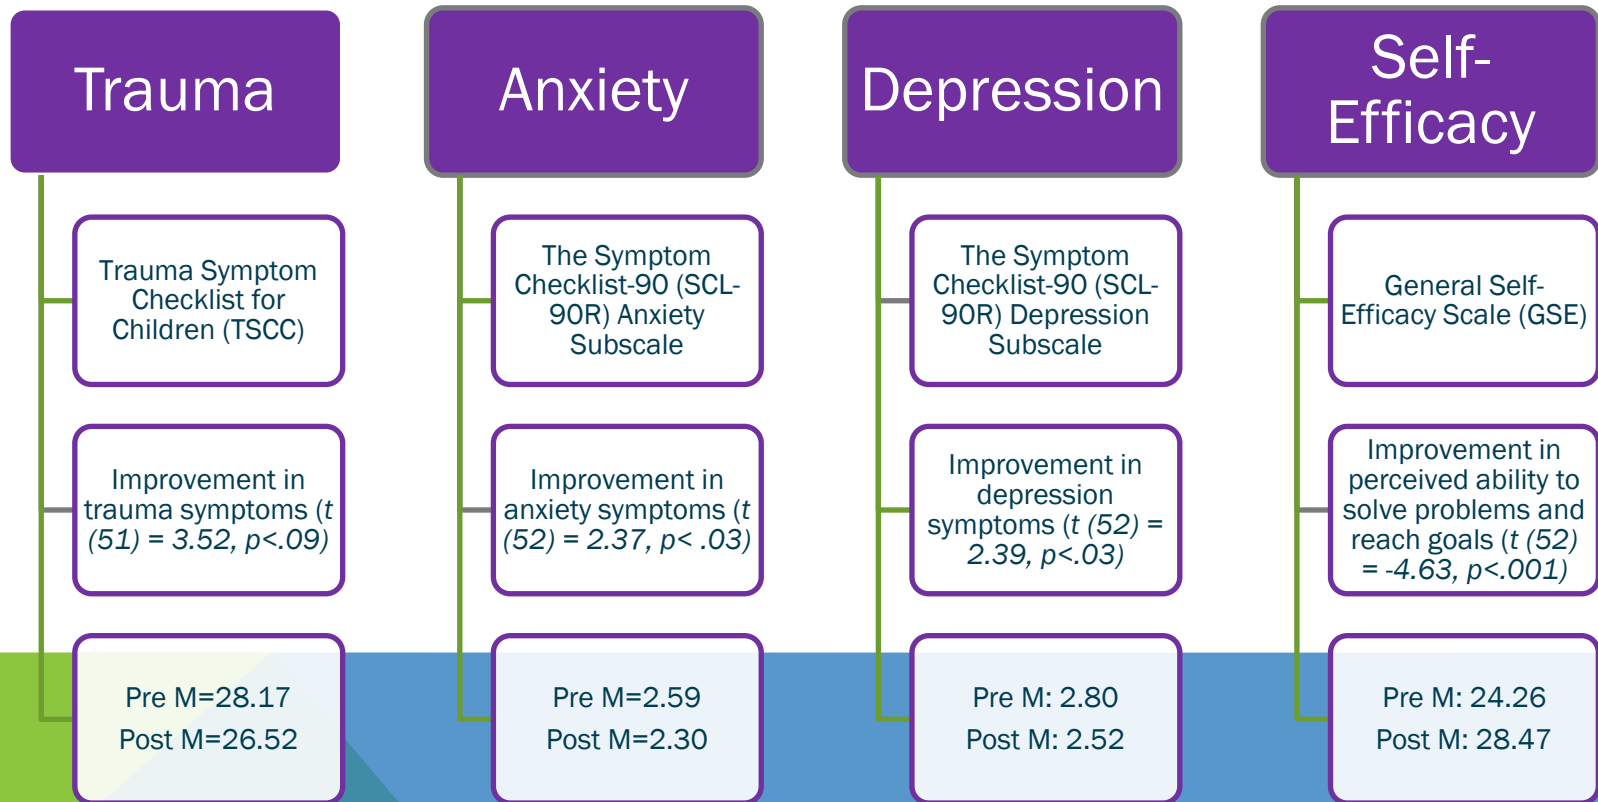 Trauma
Trauma Symptom
Checklist for
Children (TSCC)
Improvement in
trauma symptoms (t
(51) = 3.52, p<.09)
Pre M=28.17
Post M=26.52
Anxiety
The Symptom
Checklist-90 (SCL-
90R) Anxiety
Subscale
Improvement in
anxiety symptoms (t
(52) = 2.37, p< .03)
Pre M=2.59
Post M=2.30
Depression
The Symptom
Checklist-90 (SCL-
90R) Depression
Subscale
Improvement in
depression
symptoms (t (52) =
2.39, p<.03)
Pre M: 2.80
Post M: 2.52
Self-
Efficacy
General Self-
Efficacy Scale (GSE)
Improvement in
perceived ability to
solve problems and
reach goals (t (52)
= -4.63, p<.001)
Pre M: 24.26
Post M: 28.47